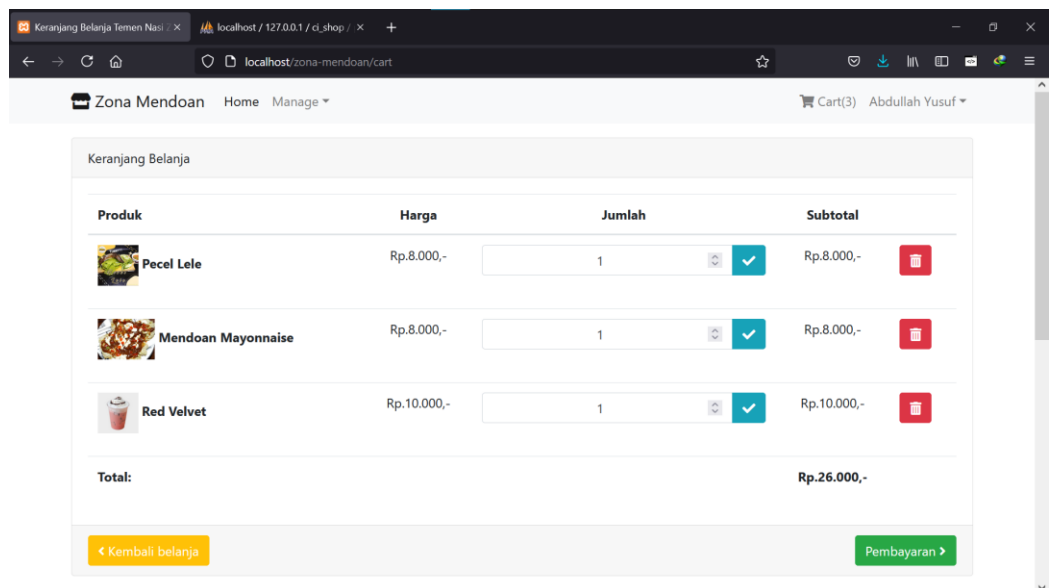 Keranjang Belanja Temen Nasi Z
localhost / 127.0.0.1 / ci_shop /
localhost/zona-mendoan/cart
Zona Mendoan Home Manage Cart(3) Abdullah Yusuf
Keranjang Belanja
Produk Harga Jumlah Subtotal
Pecel Lele Rp.8.000,- 1 Rp.8.000,-
Mendoan Mayonnaise Rp.8.000,- 1 Rp.8.000,-
Red Velvet Rp.10.000,- 1 Rp.10.000,-
Total: Rp.26.000,-
Kembali belanja Pembayaran